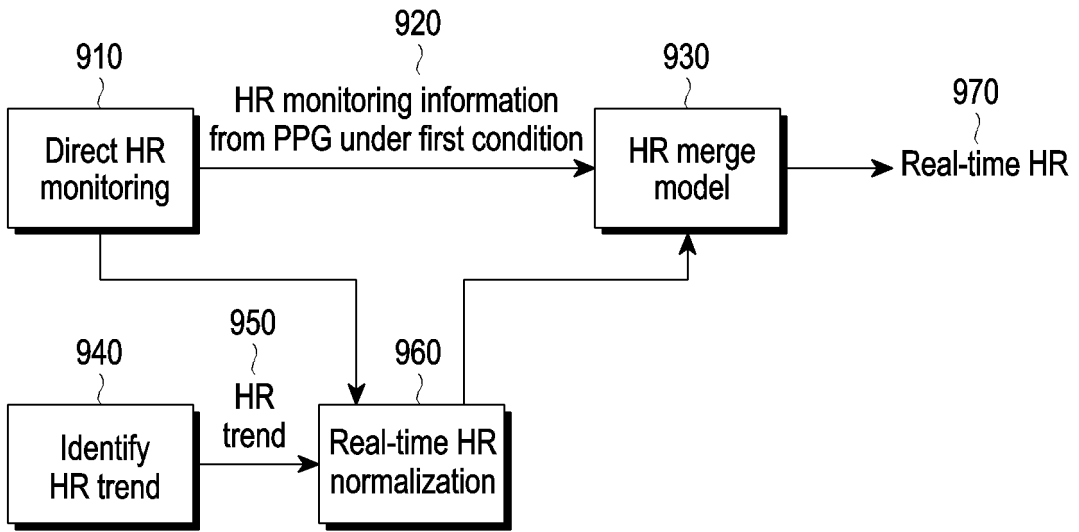 910
920
930
970
Direct HR
monitoring
HR monitoring information
from PPG under first condition
HR merge
model
Real-time HR
940
950
960
Identify
HR trend
HR
trend
Real-time HR
normalization